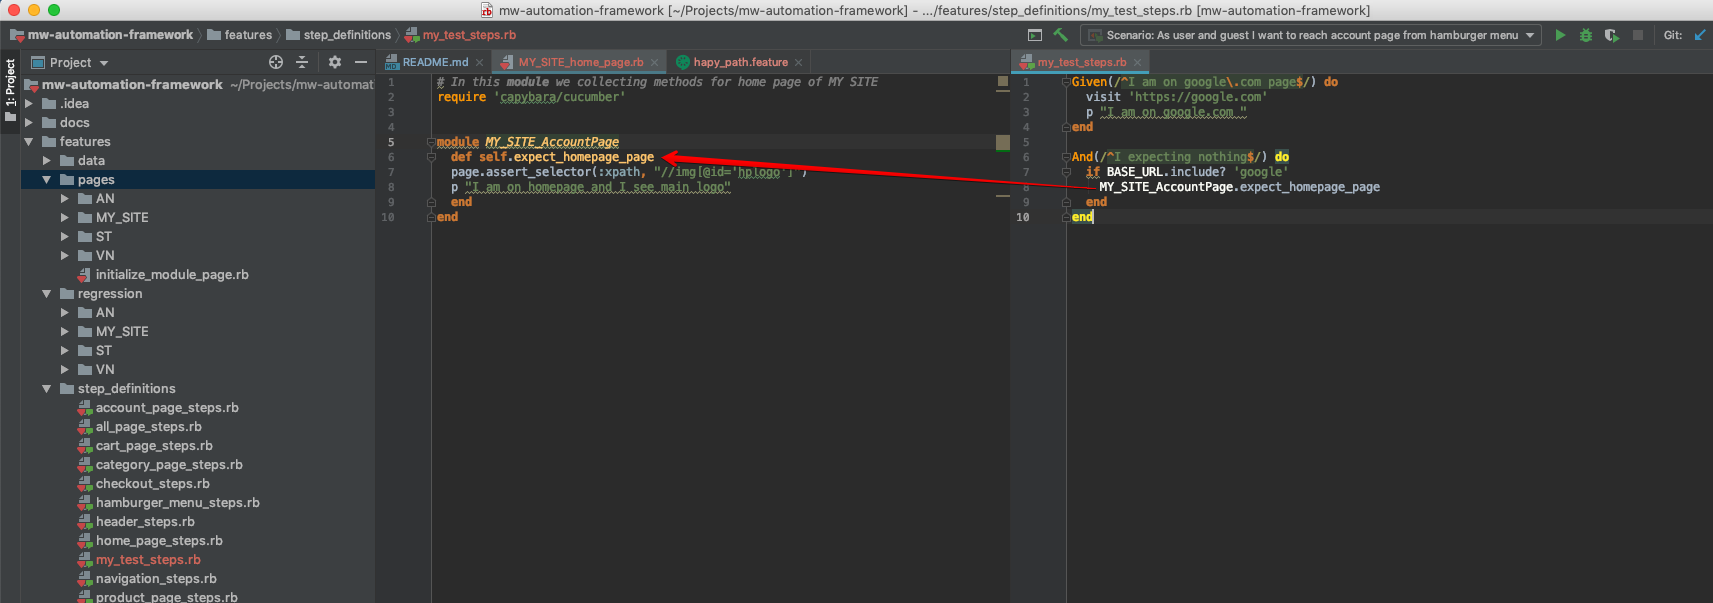 mw-automation-framework [~/Projects/mw-automation-framework] - .../features/step_definitions/my_test_steps.rb [mw-automation-framework]
mw-automation-framework features step_definitions my_test_steps.rb
Scenario: As user and guest I want to reach account page from hamburger menu
Git:
1: Project
Project
mw-automation-framework ~/Projects/mw-automat
.idea
docs
features
data
pages
AN
MY_SITE
ST
VN
initialize_module_page.rb
regression
AN
MY_SITE
ST
VN
step_definitions
account_page_steps.rb
all_page_steps.rb
cart_page_steps.rb
category_page_steps.rb
checkout_steps.rb
hamburger_menu_steps.rb
header_steps.rb
home_page_steps.rb
my_test_steps.rb
navigation_steps.rb
product_page_steps.rb
README.md MY_SITE_home_page.rb hapy_path.feature
1 # In this module we collecting methods for home page of MY SITE
2 require 'capybara/cucumber'
3
4
5 module MY_SITE_AccountPage
6 def self.expect_homepage_page
7 page.assert_selector(:xpath, "//img[@id='hplogo']")
8 p "I am on homepage and I see main logo"
9 end
10 end
my_test_steps.rb
1 Given(/^I am on google\.com page$/) do
2 visit 'https://google.com'
3 p "I am on google.com "
4 end
5
6 And(/^I expecting nothing$/) do
7 if BASE_URL.include? 'google'
8 MY_SITE_AccountPage.expect_homepage_page
9 end
10 end